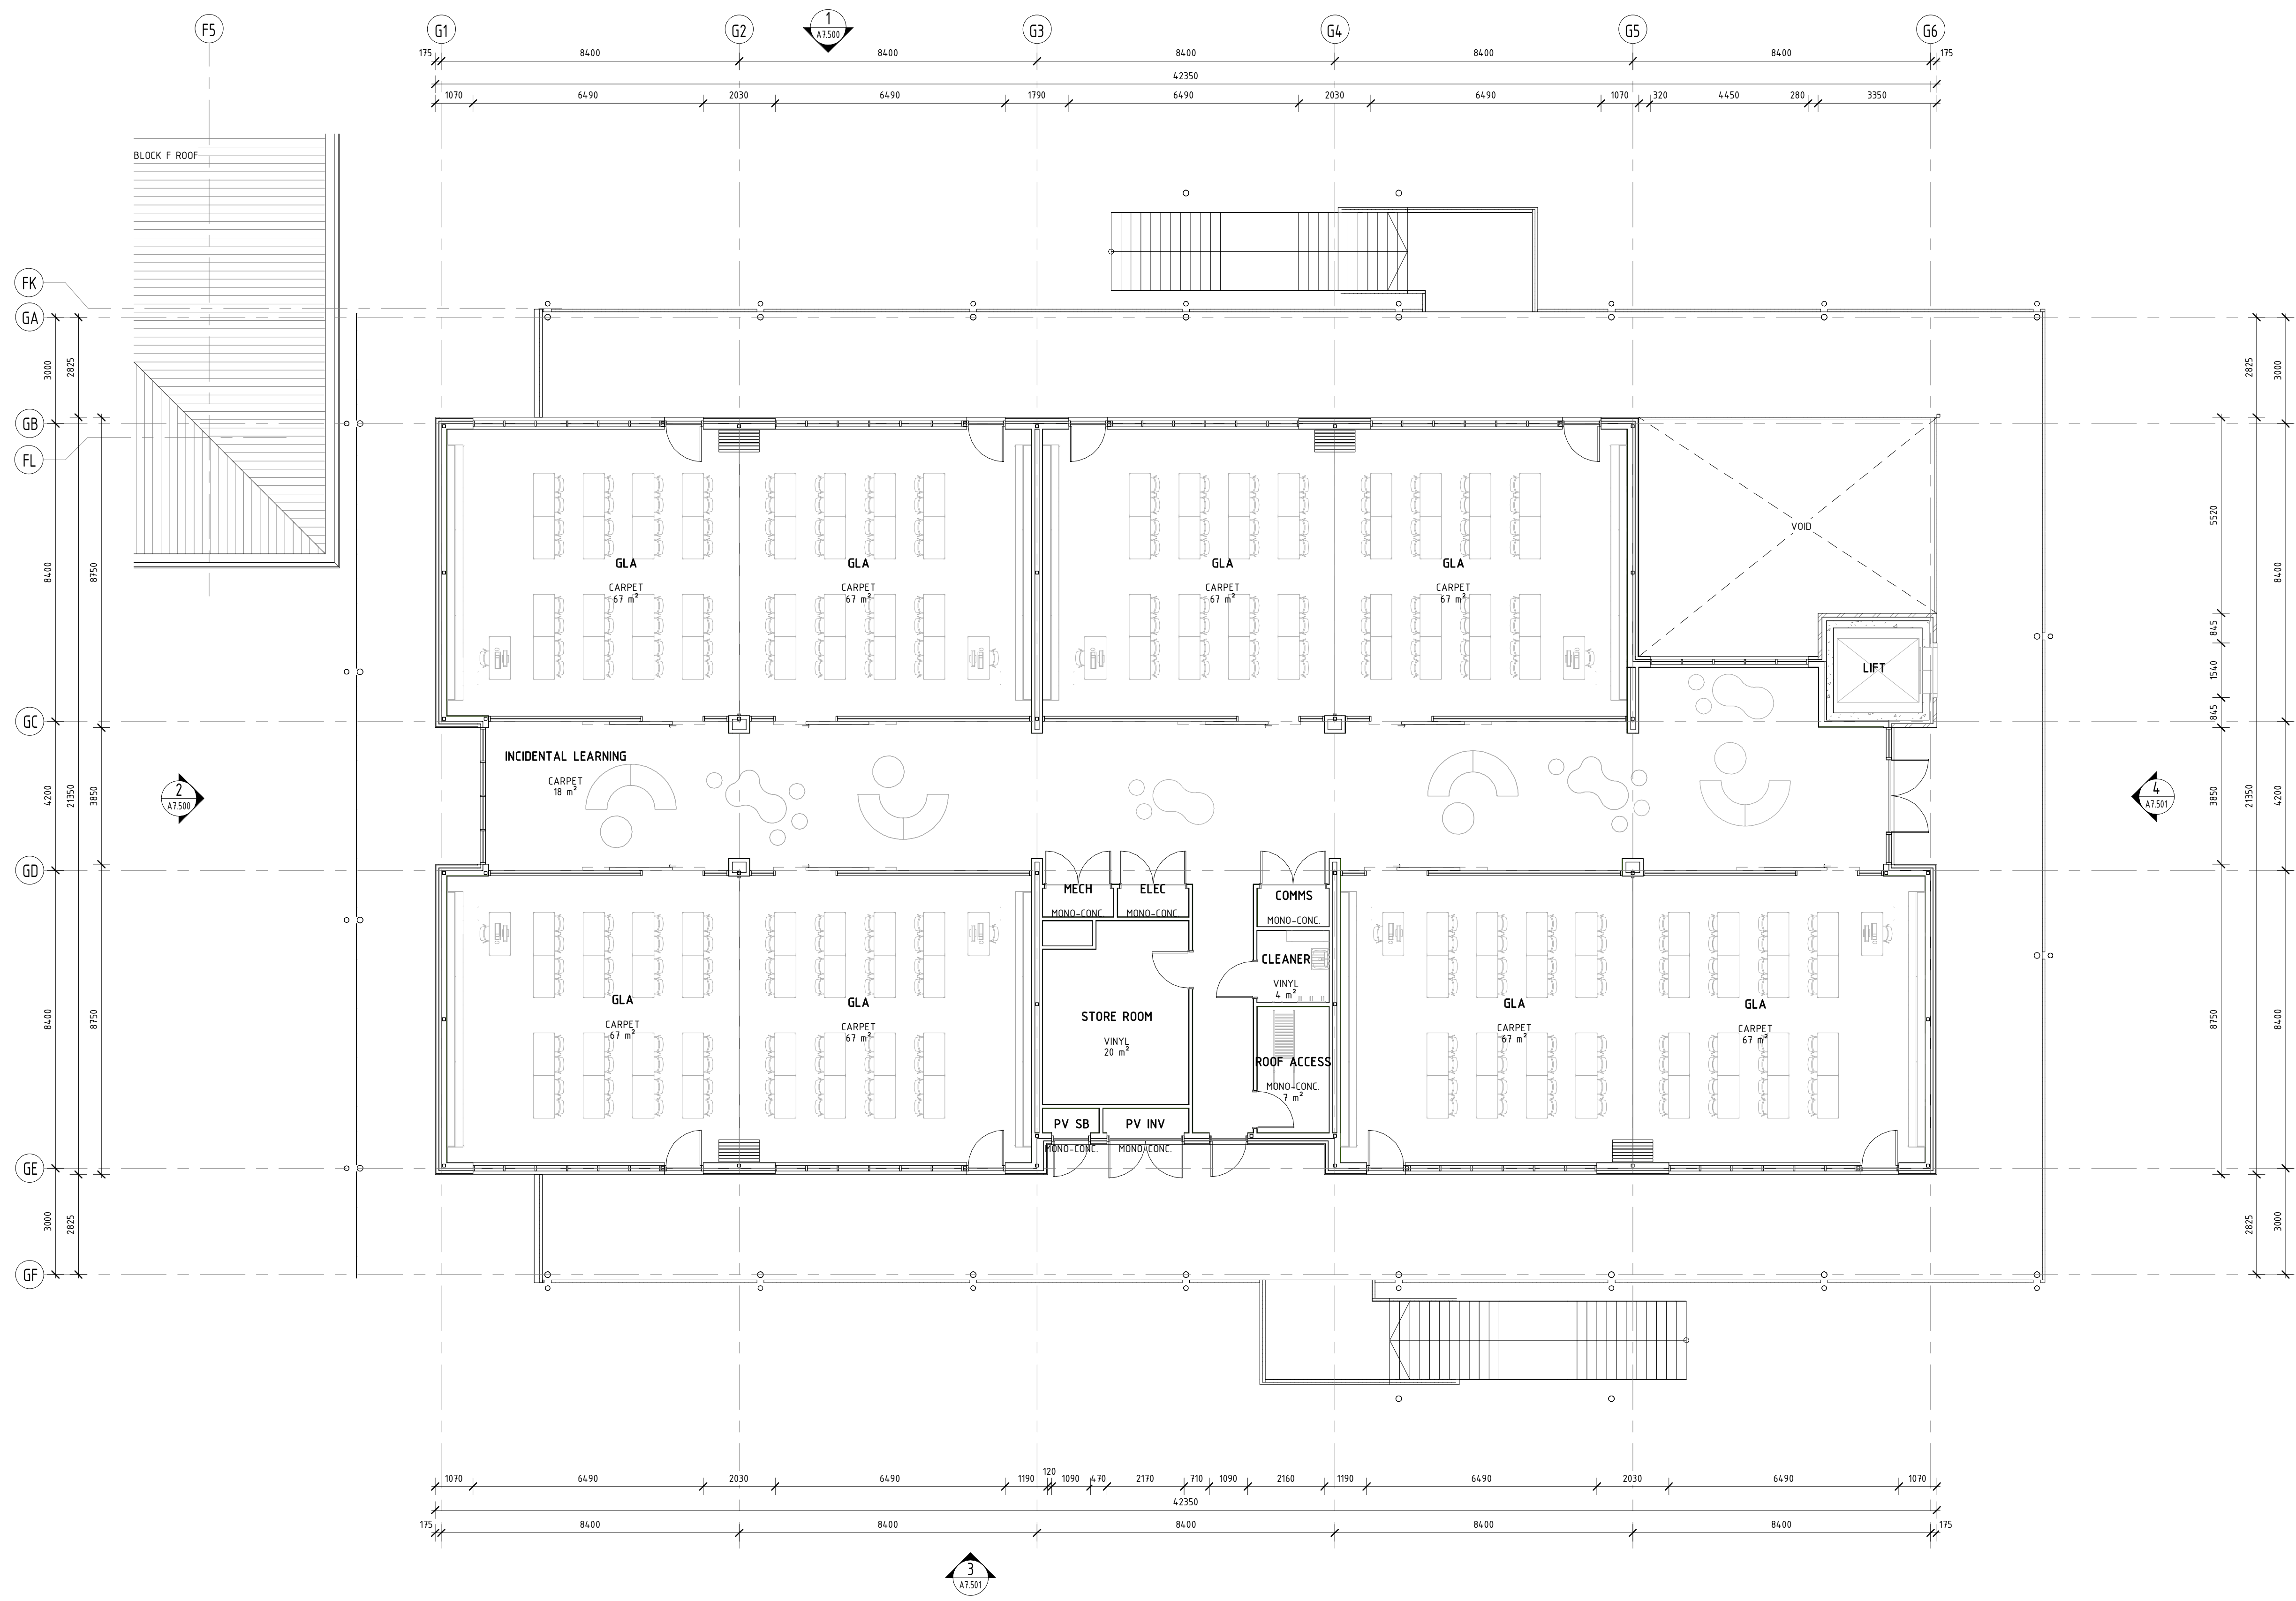 F5 G1 G2 1 G3 G4 G5 G6
A7.500
175 8400 8400 8400 8400 8400 175
42350
1070 6490 2030 6490 1790 6490 2030 6490 1070 320 4450 280 3350
BLOCK F ROOF
FK
GA
3000 2825 2825 3000
GB
FL
8400 8750 5520 8400
VOID
GLA GLA GLA GLA
CARPET CARPET CARPET CARPET
67 m² 67 m² 67 m² 67 m²
845
LIFT
1540
845
GC
INCIDENTAL LEARNING
CARPET
18 m²
2
A7.500
4
A7.501
4200 21350 3850 3850 21350 4200
GD
MECH ELEC COMMS
MONO-CONC. MONO-CONC. MONO-CONC.
CLEANER
VINYL
4 m²
GLA GLA GLA GLA
CARPET CARPET CARPET CARPET
67 m² 67 m² 67 m² 67 m²
STORE ROOM
VINYL
20 m²
8400 8750 8750 8400
ROOF ACCESS
MONO-CONC.
7 m²
PV SB PV INV
MONO-CONC. MONO-CONC.
GE
3000 2825 2825 3000
GF
1070 6490 2030 6490 1190 120 1090 470 2170 710 1090 2160 1190 6490 2030 6490 1070
42350
175 8400 8400 8400 8400 8400 175
3
A7.501